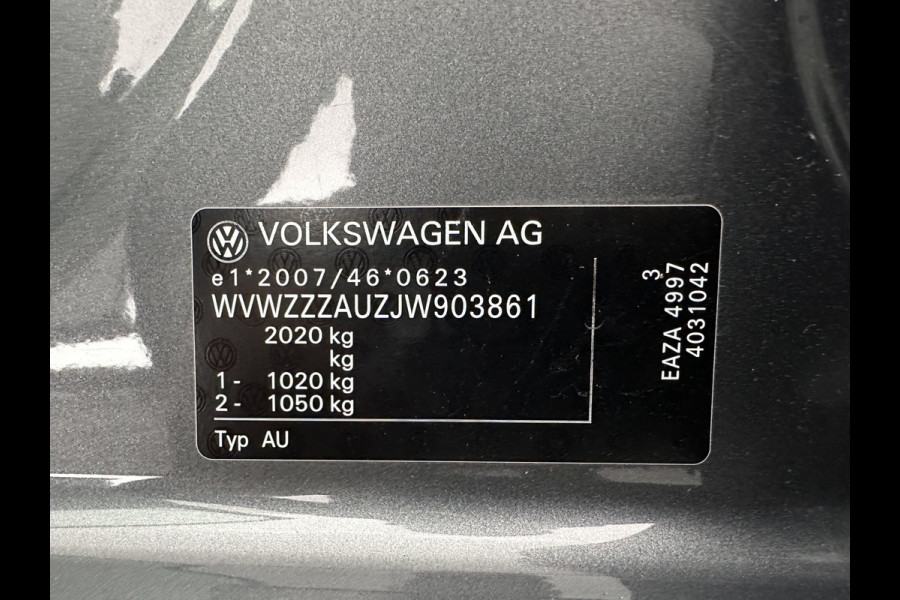 VOLKSWAGEN AG
e1*2007/46*0623
WVWZZZAUZJW903861
2020 kg
kg
1- 1020 kg
2- 1050 kg
Typ AU
3
EAZA 4997
4031042